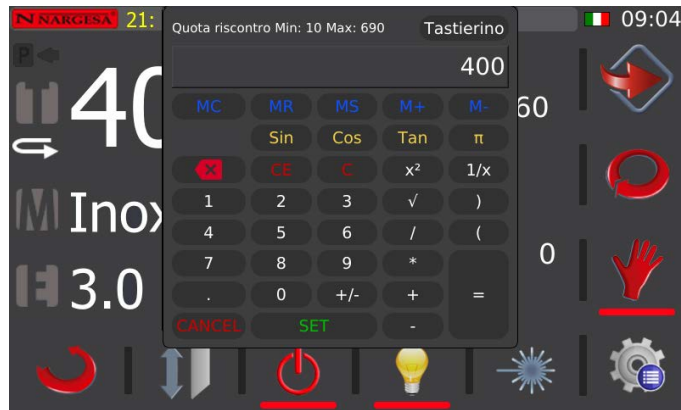 NARGESA 21:
Quota riscontro Min: 10 Max: 690 Tastierino
09:04
400
P
40
60
MC MR MS M+ M-
Sin Cos Tan π
X CE C x² 1/x
1 2 3 √ )
Inox
4 5 6 / (
7 8 9 *
0
3.0
. 0 +/- + =
CANCEL SET -